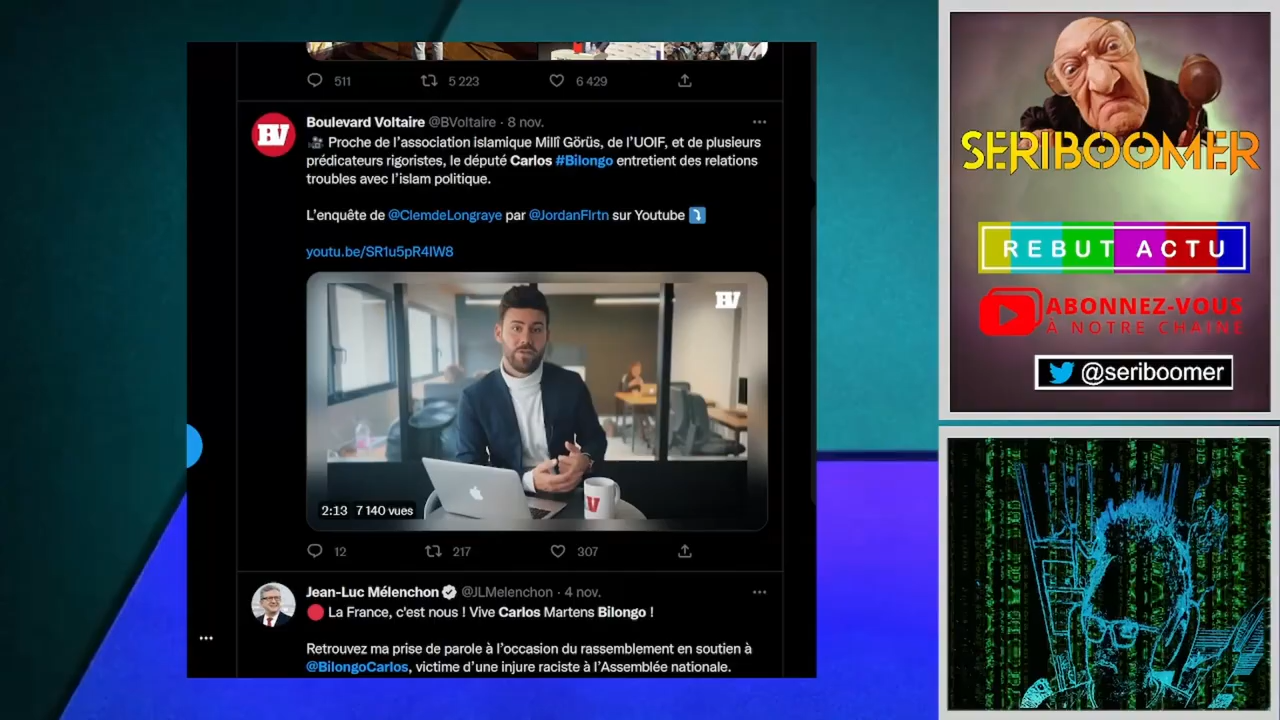 511 5 223 6 429
BV
Boulevard Voltaire @BVoltaire · 8 nov.
Proche de l'association islamique Millî Görüs, de l'UOIF, et de plusieurs
prédicateurs rigoristes, le député Carlos #Bilongo entretient des relations
troubles avec l'islam politique.
L'enquête de @ClemdeLongraye par @JordanFlrtn sur Youtube
youtu.be/SR1u5pR4IW8
BV
2:13 7 140 vues
12 217 307
Jean-Luc Mélenchon @JLMelenchon · 4 nov.
La France, c'est nous ! Vive Carlos Martens Bilongo !
Retrouvez ma prise de parole à l'occasion du rassemblement en soutien à
@BilongoCarlos, victime d'une injure raciste à l'Assemblée nationale.
SERIBOOMER
REBUT ACTU
ABONNEZ-VOUS
À NOTRE CHAINE
@seriboomer